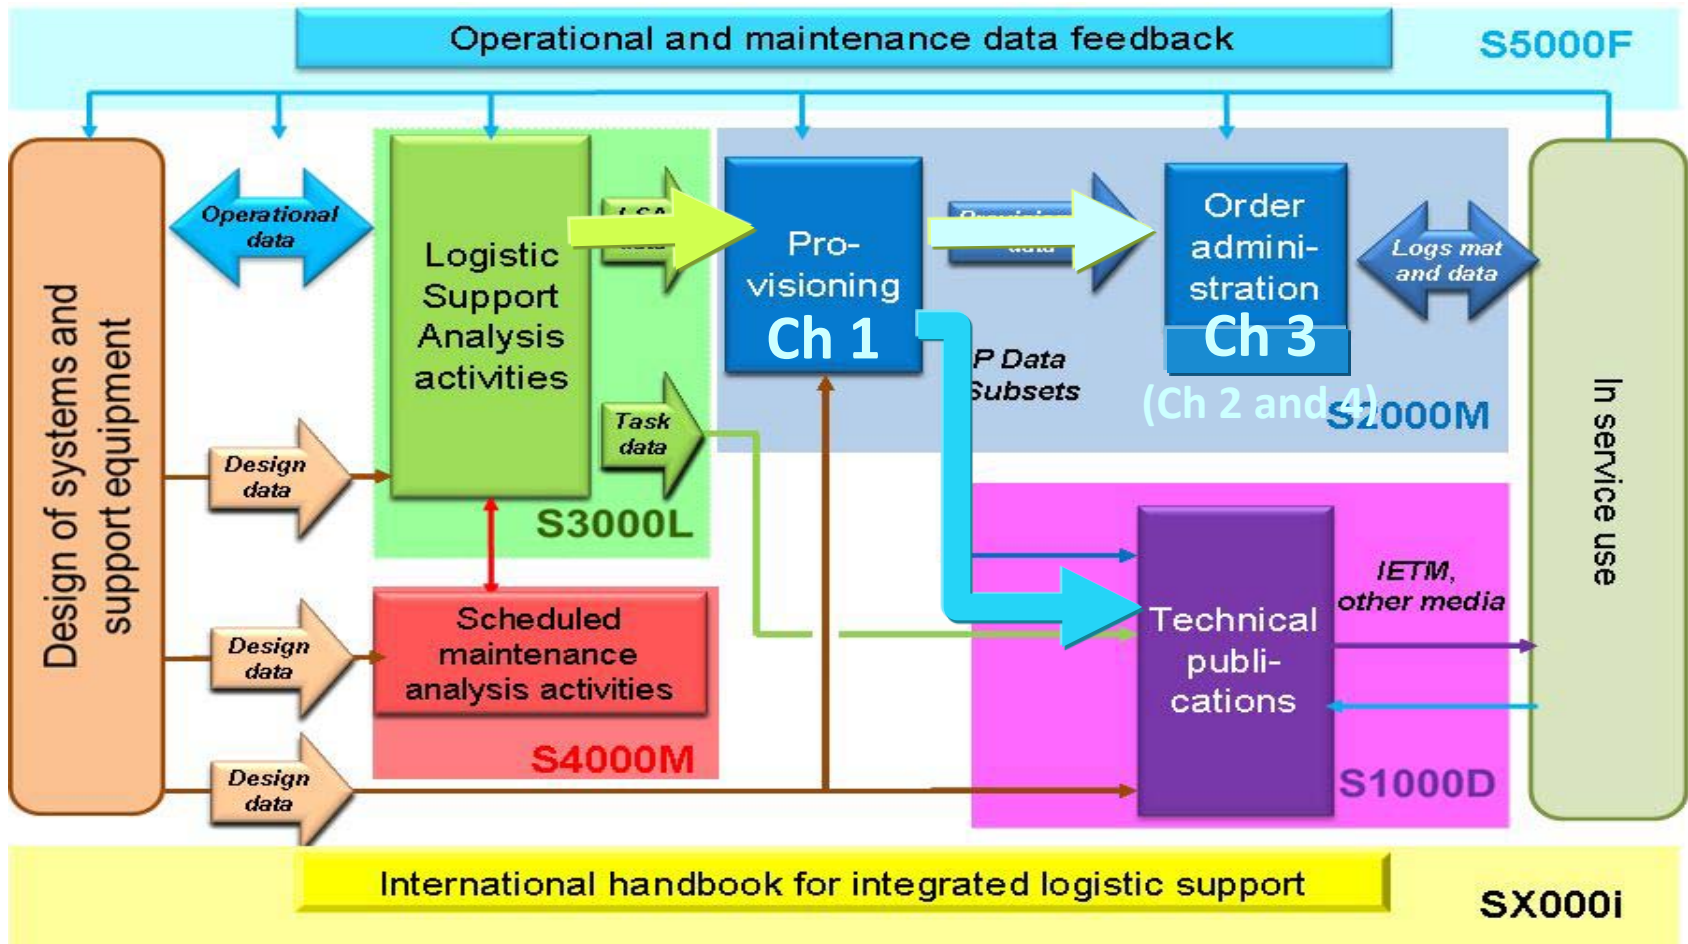 Operational and maintenance data feedback
S5000F
Design of systems and
support equipment
Operational
data
Logistic
Support
Analysis
activities
data
Task
data
S3000L
Pro-
visioning
Ch 1
data
Order
admini-
stration
Ch 3
(Ch 2 and 4)
S2000M
P Data
Subsets
Logs mat
and data
In service use
Design
data
Design
data
Design
data
Scheduled
maintenance
analysis activities
S4000M
Technical
publi-
cations
IETM,
other media
S1000D
International handbook for integrated logistic support
SX000i